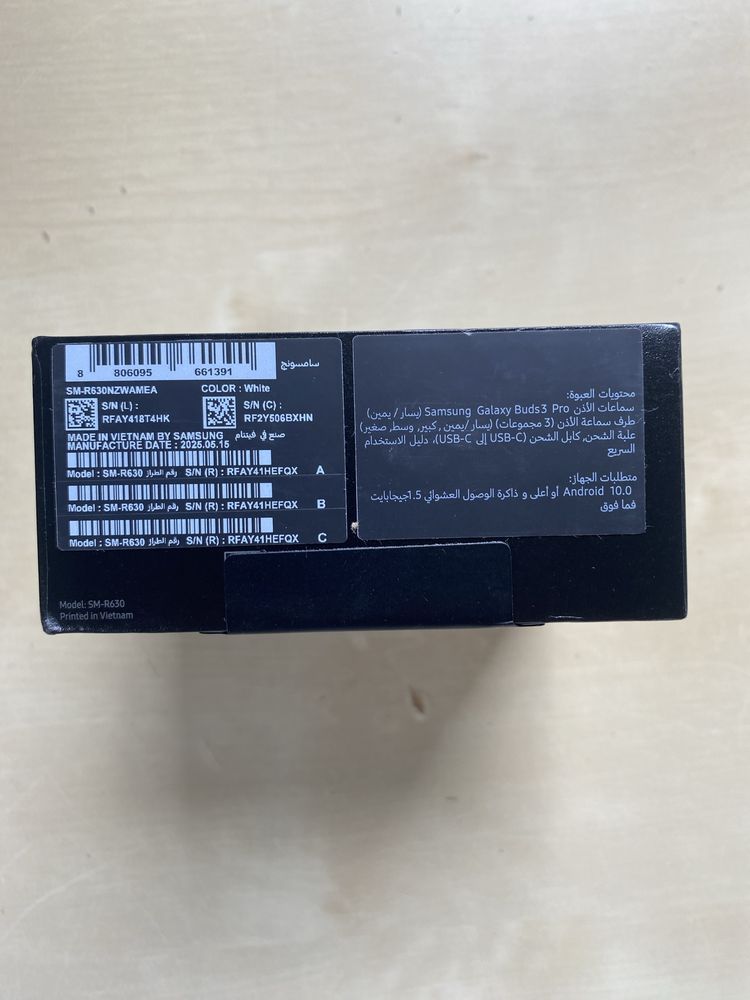 8 806095 661391
سامسونج
SM-R630NZWAMEA COLOR : White
S/N (L) :
RFAY418T4HK
S/N (C) :
RF2Y506BXHN
MADE IN VIETNAM BY SAMSUNG صنع في فيتنام
MANUFACTURE DATE : 2025.05.15
Model : SM-R630 رقم الطراز S/N (R) : RFAY41HEFQX A
Model : SM-R630 رقم الطراز S/N (R) : RFAY41HEFQX B
Model : SM-R630 رقم الطراز S/N (R) : RFAY41HEFQX C
محتويات العبوة:
سماعات الأذن Samsung Galaxy Buds3 Pro (يسار/ يمين)
طرف سماعة الأذن (3 مجموعات) (يسار/يمين ,كبير, وسط, صغير)
علبة الشحن, كابل الشحن (USB-C إلى USB-C)، دليل الاستخدام
السريع
متطلبات الجهاز:
Android 10.0 أو أعلى و ذاكرة الوصول العشوائي 1.5جيجابايت
فما فوق
Model: SM-R630
Printed in Vietnam